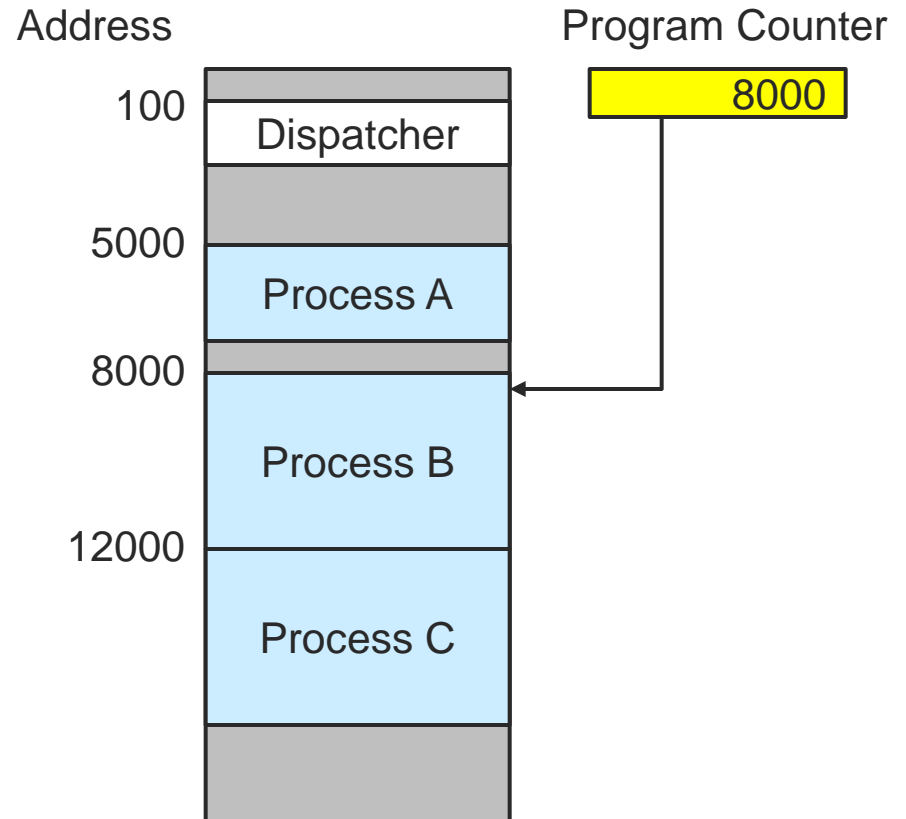 Address
Program Counter
8000
100
Dispatcher
5000
Process A
8000
Process B
12000
Process C